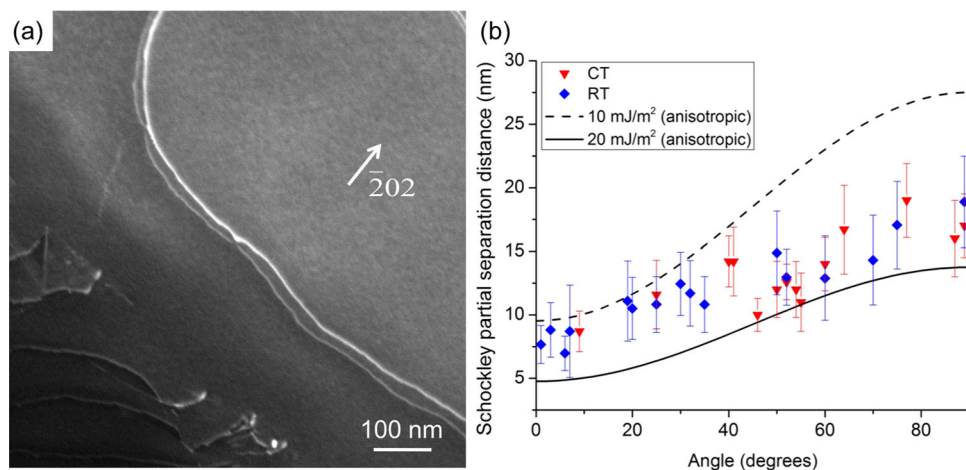 (a)
2̅02
100 nm
(b)
Schockley partial separation distance (nm)
30
25
20
15
10
5
CT
RT
10 mJ/m² (anisotropic)
20 mJ/m² (anisotropic)
0 20 40 60 80
Angle (degrees)